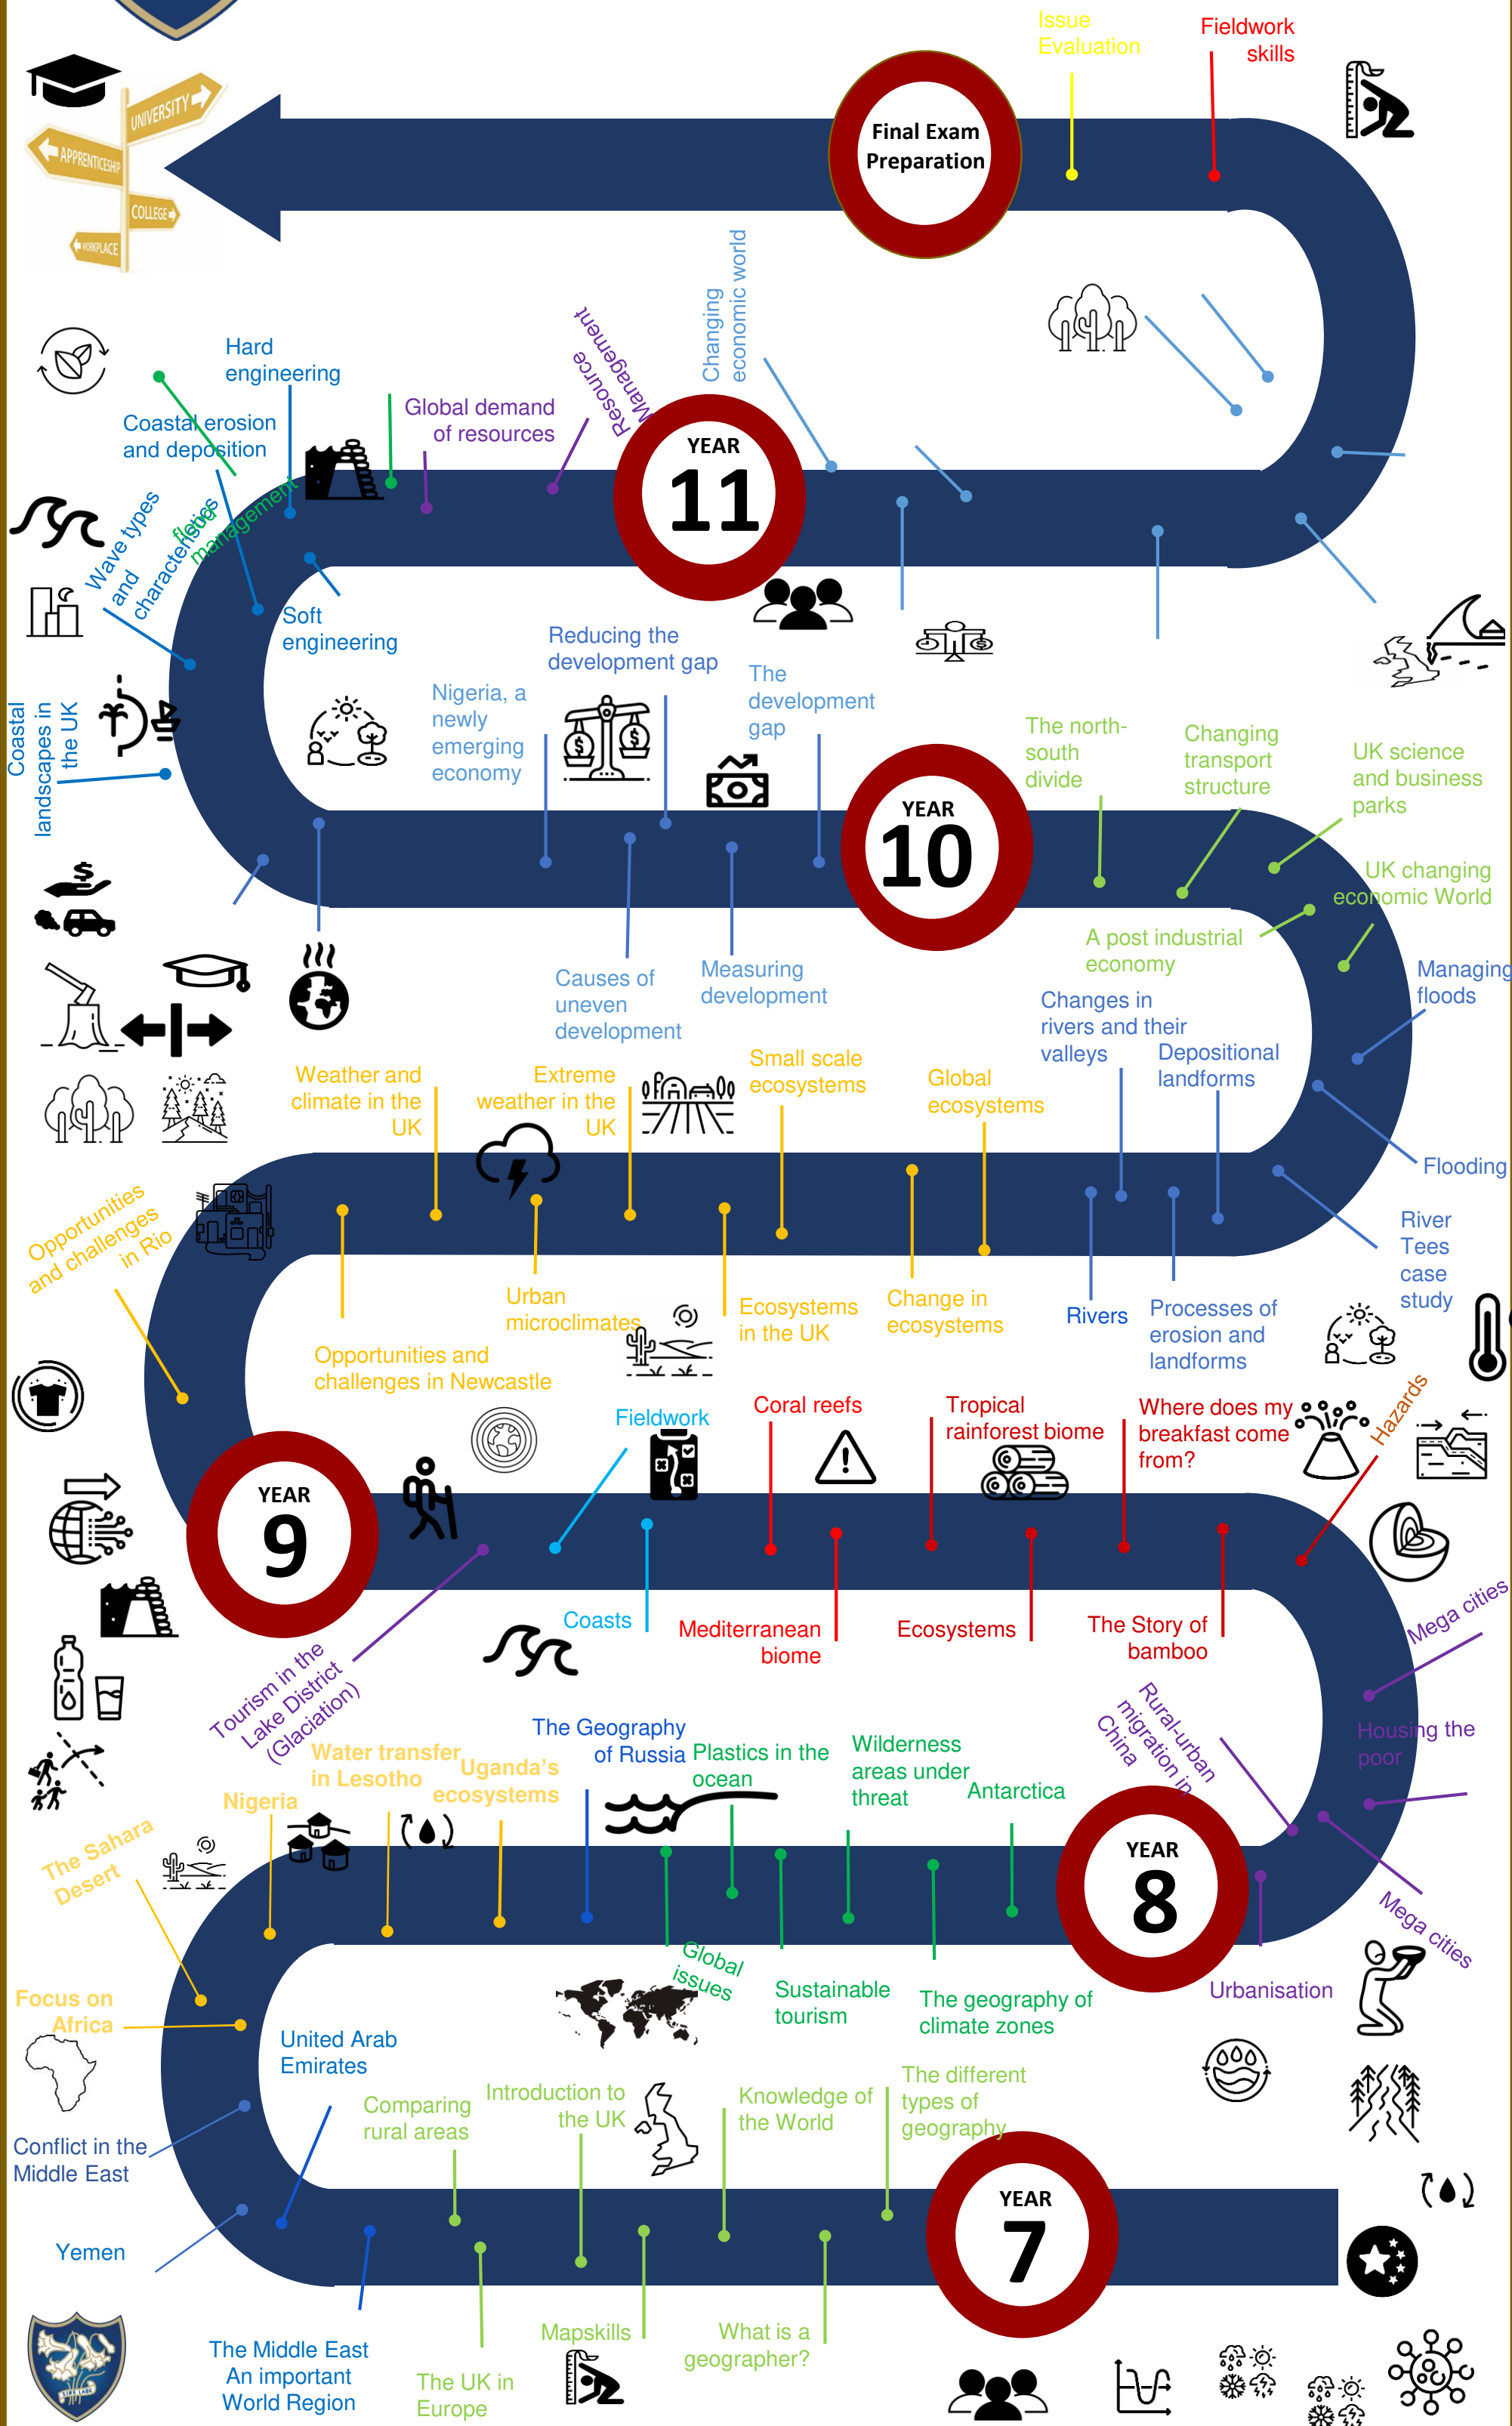 Issue
Evaluation
Fieldwork
skills
UNIVERSITY
APPRENTICESHIP
COLLEGE
WORKPLACE
Final Exam
Preparation
Changing
economic world
Resource
Management
Hard
engineering
Global demand
of resources
Coastal erosion
and deposition
YEAR
11
flood
management
Wave types
and
characteristics
Soft
engineering
Reducing the
development gap
The
development
gap
Nigeria, a
newly
emerging
economy
Coastal
landscapes in
the UK
The north-
south
divide
Changing
transport
structure
UK science
and business
parks
YEAR
10
UK changing
economic World
A post industrial
economy
Managing
floods
Causes of
uneven
development
Measuring
development
Changes in
rivers and their
valleys
Depositional
landforms
Weather and
climate in the
UK
Extreme
weather in the
UK
Small scale
ecosystems
Global
ecosystems
Flooding
Opportunities
and challenges
in Rio
River
Tees
case
study
Urban
microclimates
Ecosystems
in the UK
Change in
ecosystems
Rivers
Processes of
erosion and
landforms
Opportunities and
challenges in Newcastle
Fieldwork
Coral reefs
Tropical
rainforest biome
Where does my
breakfast come
from?
Hazards
YEAR
9
Coasts
Mediterranean
biome
Ecosystems
The Story of
bamboo
Mega cities
Tourism in the
Lake District
(Glaciation)
Rural-urban
migration in
China
Housing the
poor
The Geography
of Russia
Plastics in the
ocean
Wilderness
areas under
threat
Antarctica
Water transfer
in Lesotho
Uganda's
ecosystems
Nigeria
The Sahara
Desert
YEAR
8
Mega cities
Global
issues
Sustainable
tourism
The geography of
climate zones
Urbanisation
Focus on
Africa
United Arab
Emirates
Comparing
rural areas
Introduction to
the UK
Knowledge of
the World
The different
types of
geography
Conflict in the
Middle East
YEAR
7
Yemen
The Middle East
An important
World Region
The UK in
Europe
Mapskills
What is a
geographer?